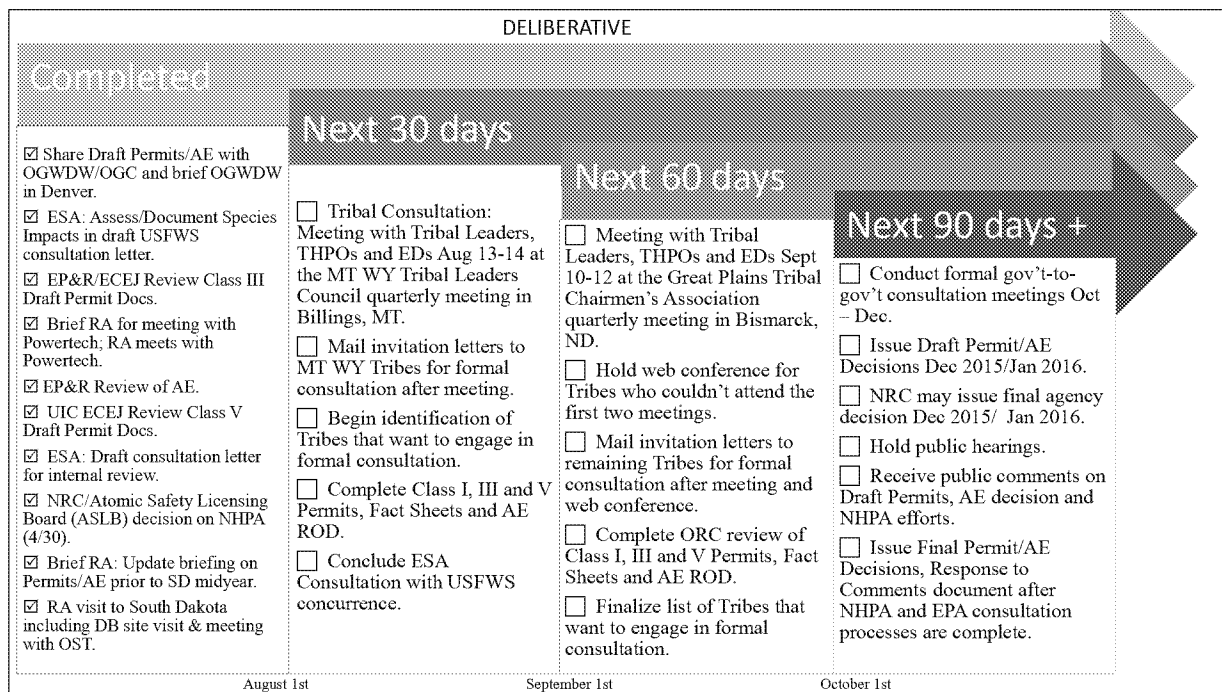 DELIBERATIVE
Completed
☑ Share Draft Permits/AE with
OGWDW/OGC and brief OGWDW
in Denver.
☑ ESA: Assess/Document Species
Impacts in draft USFWS
consultation letter.
☑ EP&R/ECEJ Review Class III
Draft Permit Docs.
☑ Brief RA for meeting with
Powertech; RA meets with
Powertech.
☑ EP&R Review of AE.
☑ UIC ECEJ Review Class V
Draft Permit Docs.
☑ ESA: Draft consultation letter
for internal review.
☑ NRC/Atomic Safety Licensing
Board (ASLB) decision on NHPA
(4/30).
☑ Brief RA: Update briefing on
Permits/AE prior to SD midyear.
☑ RA visit to South Dakota
including DB site visit & meeting
with OST.
Next 30 days
☐ Tribal Consultation:
Meeting with Tribal Leaders,
THPOs and EDs Aug 13-14 at
the MT WY Tribal Leaders
Council quarterly meeting in
Billings, MT.
☐ Mail invitation letters to
MT WY Tribes for formal
consultation after meeting.
☐ Begin identification of
Tribes that want to engage in
formal consultation.
☐ Complete Class I, III and V
Permits, Fact Sheets and AE
ROD.
☐ Conclude ESA
Consultation with USFWS
concurrence.
Next 60 days
☐ Meeting with Tribal
Leaders, THPOs and EDs Sept
10-12 at the Great Plains Tribal
Chairmen's Association
quarterly meeting in Bismarck,
ND.
☐ Hold web conference for
Tribes who couldn't attend the
first two meetings.
☐ Mail invitation letters to
remaining Tribes for formal
consultation after meeting and
web conference.
☐ Complete ORC review of
Class I, III and V Permits, Fact
Sheets and AE ROD.
☐ Finalize list of Tribes that
want to engage in formal
consultation.
Next 90 days +
☐ Conduct formal gov't-to-
gov't consultation meetings Oct
– Dec.
☐ Issue Draft Permit/AE
Decisions Dec 2015/Jan 2016.
☐ NRC may issue final agency
decision Dec 2015/ Jan 2016.
☐ Hold public hearings.
☐ Receive public comments on
Draft Permits, AE decision and
NHPA efforts.
☐ Issue Final Permit/AE
Decisions, Response to
Comments document after
NHPA and EPA consultation
processes are complete.
August 1st
September 1st
October 1st